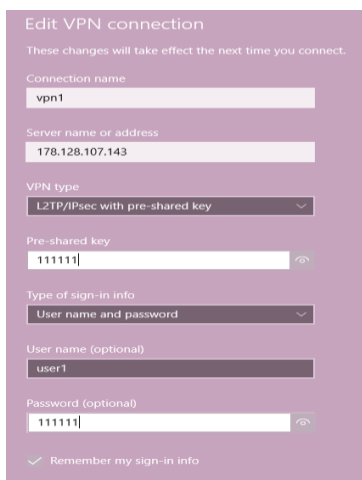 Edit VPN connection
These changes will take effect the next time you connect.
Connection name
vpn1
Server name or address
178.128.107.143
VPN type
L2TP/IPsec with pre-shared key
Pre-shared key
111111
Type of sign-in info
User name and password
User name (optional)
user1
Password (optional)
111111
Remember my sign-in info